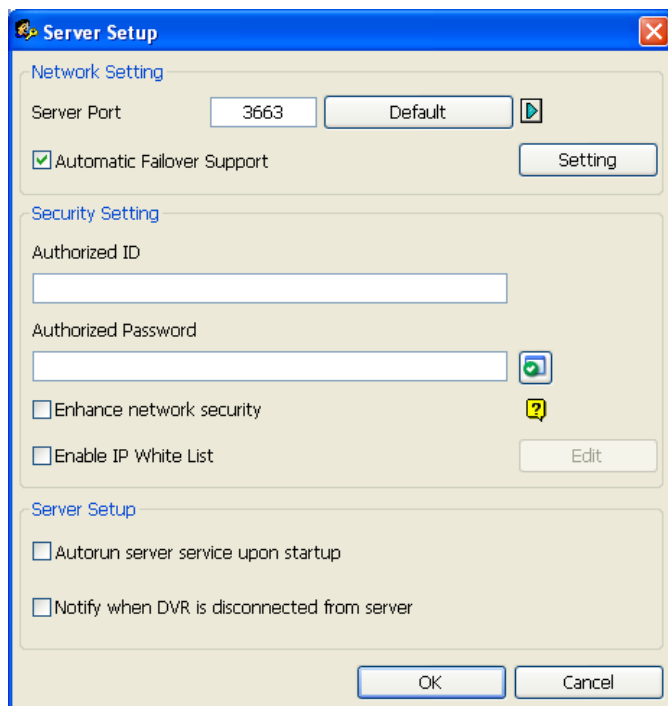 Server Setup
Network Setting
Server Port 3663 Default
Automatic Failover Support Setting
Security Setting
Authorized ID
Authorized Password
Enhance network security ?
Enable IP White List Edit
Server Setup
Autorun server service upon startup
Notify when DVR is disconnected from server
OK Cancel